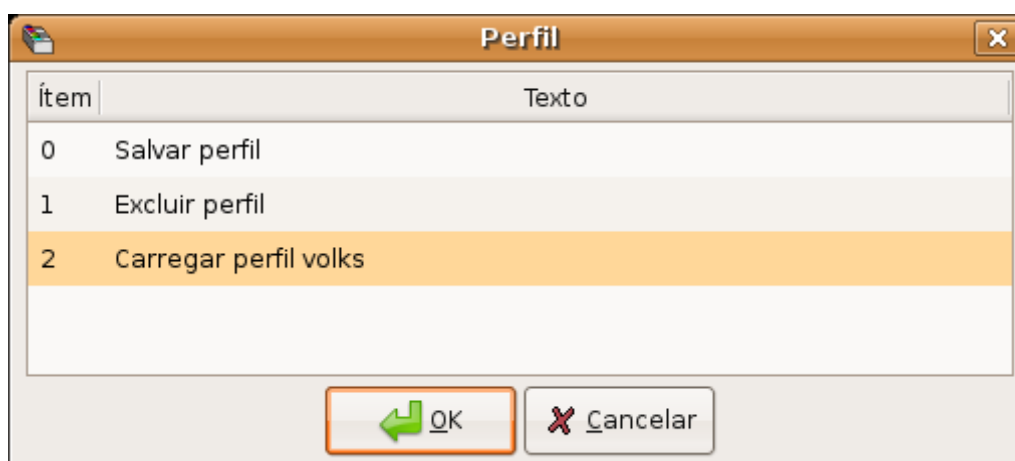 Perfil
Ítem Texto
0 Salvar perfil
1 Excluir perfil
2 Carregar perfil volks
OK Cancelar